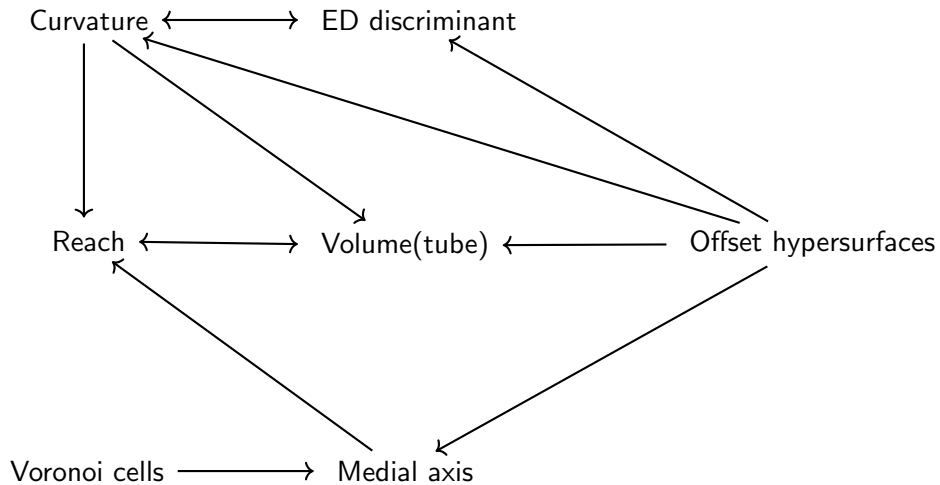 Curvature
ED discriminant
Reach
Volume(tube)
Offset hypersurfaces
Voronoi cells
Medial axis